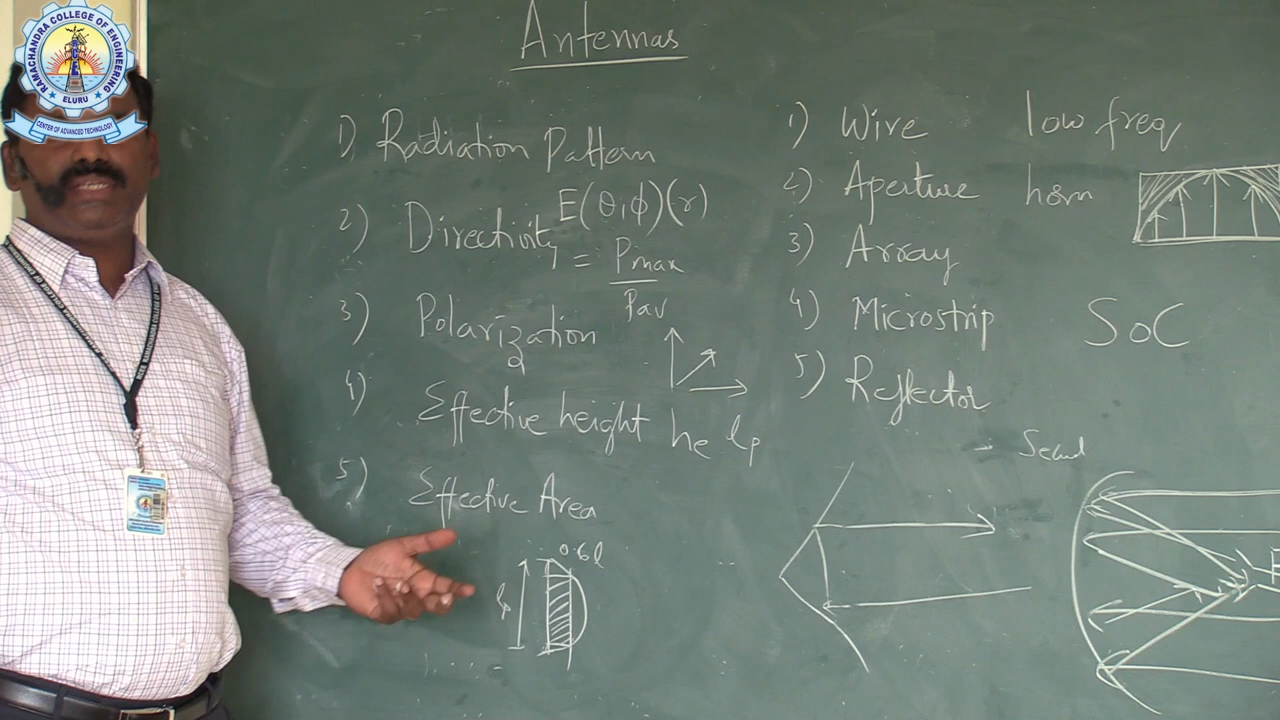 RAMACHANDRA COLLEGE OF ENGINEERING
ELURU
CENTER OF ADVANCED TECHNOLOGY
Antennas
1) Radiation Pattern
E(θ,φ)(r)
2) Directivity = Pmax
Pav
3) Polarization
4) Effective height he lp
5) Effective Area
0.6l
1) Wire low freq
2) Aperture horn
3) Array
4) Microstrip SoC
5) Reflector